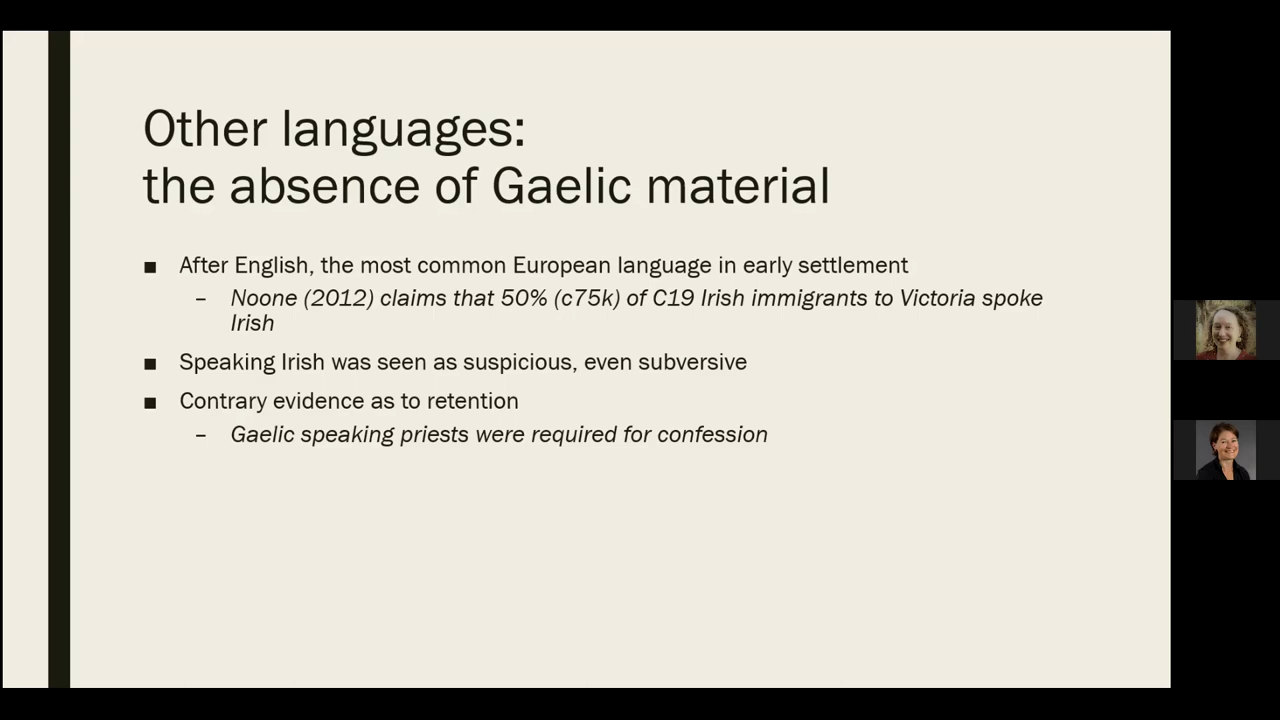 Other languages:
the absence of Gaelic material
■ After English, the most common European language in early settlement
– Noone (2012) claims that 50% (c75k) of C19 Irish immigrants to Victoria spoke
Irish
■ Speaking Irish was seen as suspicious, even subversive
■ Contrary evidence as to retention
– Gaelic speaking priests were required for confession